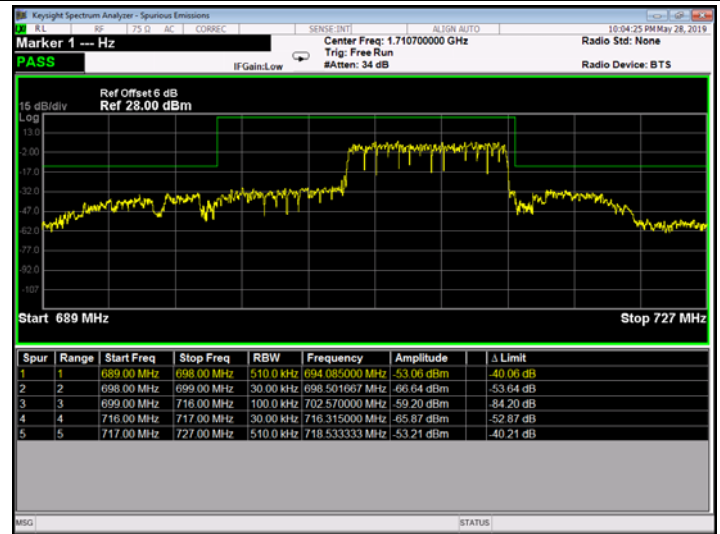 Keysight Spectrum Analyzer - Spurious Emissions
RL RF 75 Ω AC CORREC SENSE:INT ALIGN AUTO 10:04:25 PM May 28, 2019
Marker 1 --- Hz Center Freq: 1.710700000 GHz Radio Std: None
Trig: Free Run
PASS IFGain:Low #Atten: 34 dB Radio Device: BTS
Ref Offset 6 dB
15 dB/div Ref 28.00 dBm
Log
13.0
-2.00
-17.0
-32.0
-47.0
-62.0
-77.0
-92.0
-107
Start 689 MHz Stop 727 MHz
Spur Range Start Freq Stop Freq RBW Frequency Amplitude Δ Limit
1 1 689.00 MHz 698.00 MHz 510.0 kHz 694.085000 MHz -53.06 dBm -40.06 dB
2 2 698.00 MHz 699.00 MHz 30.00 kHz 698.501667 MHz -66.64 dBm -53.64 dB
3 3 699.00 MHz 716.00 MHz 100.0 kHz 702.570000 MHz -59.20 dBm -84.20 dB
4 4 716.00 MHz 717.00 MHz 30.00 kHz 716.315000 MHz -65.87 dBm -52.87 dB
5 5 717.00 MHz 727.00 MHz 510.0 kHz 718.533333 MHz -53.21 dBm -40.21 dB
MSG STATUS